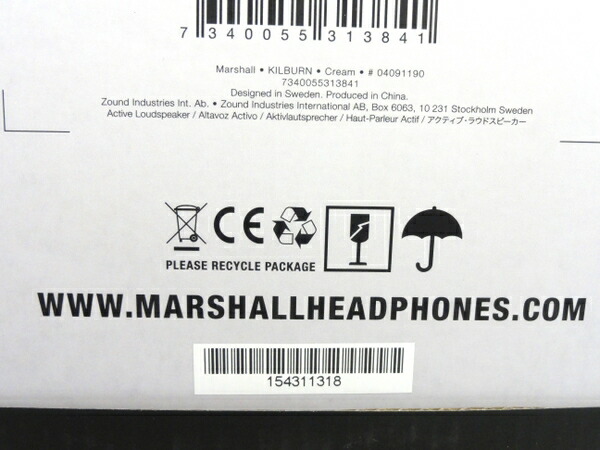 7 340055 313841
Marshall • KILBURN • Cream • # 04091190
7340055313841
Designed in Sweden. Produced in China.
Zound Industries Int. Ab. • Zound Industries International AB, Box 6063, 10 231 Stockholm Sweden
Active Loudspeaker / Altavoz Activo / Aktivlautsprecher / Haut-Parleur Actif / アクティブ・ラウドスピーカー
CE
PLEASE RECYCLE PACKAGE
WWW.MARSHALLHEADPHONES.COM
154311318